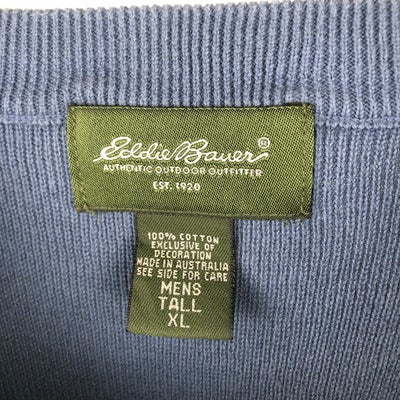 Eddie Bauer®
AUTHENTIC OUTDOOR OUTFITTER
EST. 1920
100% COTTON
EXCLUSIVE OF
DECORATION
MADE IN AUSTRALIA
SEE SIDE FOR CARE
MENS
TALL
XL